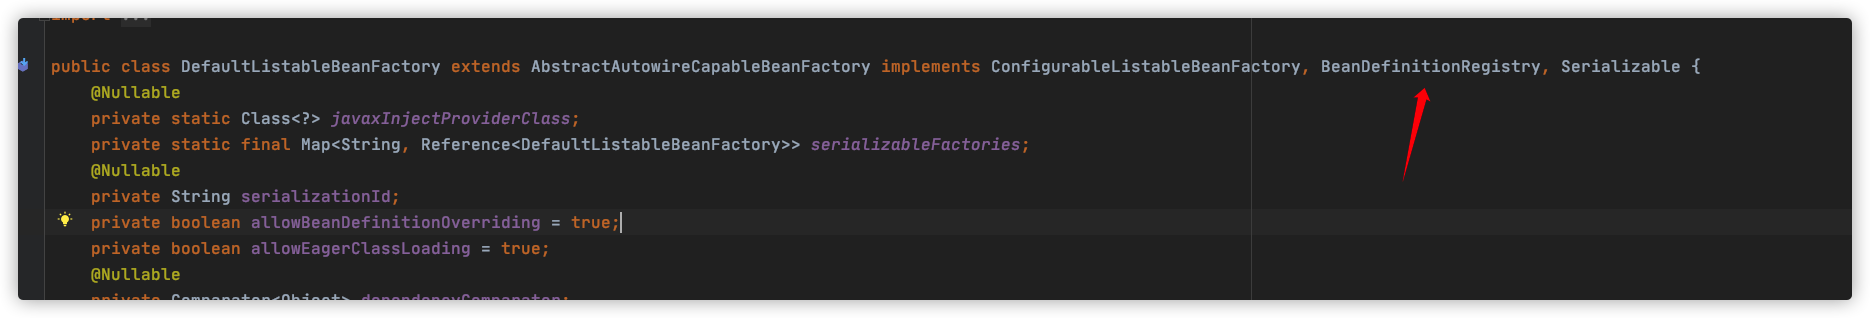 import ...
public class DefaultListableBeanFactory extends AbstractAutowireCapableBeanFactory implements ConfigurableListableBeanFactory, BeanDefinitionRegistry, Serializable {
@Nullable
private static Class<?> javaxInjectProviderClass;
private static final Map<String, Reference<DefaultListableBeanFactory>> serializableFactories;
@Nullable
private String serializationId;
private boolean allowBeanDefinitionOverriding = true;
private boolean allowEagerClassLoading = true;
@Nullable
private Comparator<Object> dependencyComparator;